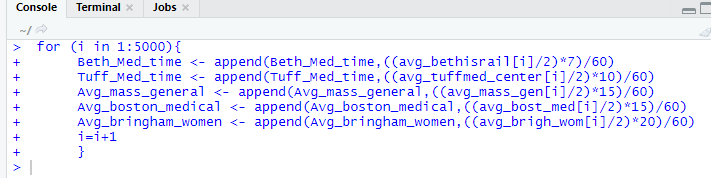 Console Terminal × Jobs ×
~/
> for (i in 1:5000){
+ Beth_Med_time <- append(Beth_Med_time,((avg_bethisrail[i]/2)*7)/60)
+ Tuff_Med_time <- append(Tuff_Med_time,((avg_tuffmed_center[i]/2)*10)/60)
+ Avg_mass_general <- append(Avg_mass_general,((avg_mass_gen[i]/2)*15)/60)
+ Avg_boston_medical <- append(Avg_boston_medical,((avg_bost_med[i]/2)*15)/60)
+ Avg_bringham_women <- append(Avg_bringham_women,((avg_brigh_wom[i]/2)*20)/60)
+ i=i+1
+ }
>